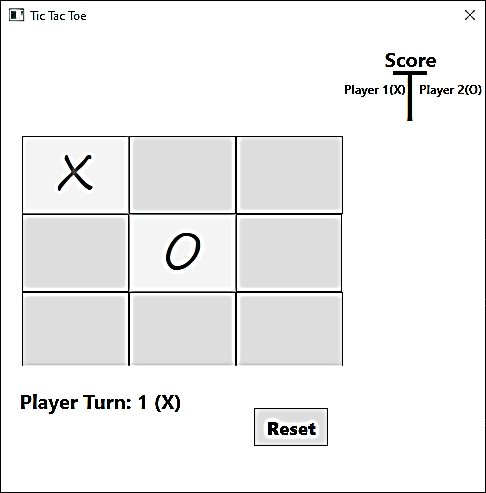 Tic Tac Toe
Score
Player 1(X) Player 2(O)
X
O
Player Turn: 1 (X)
Reset